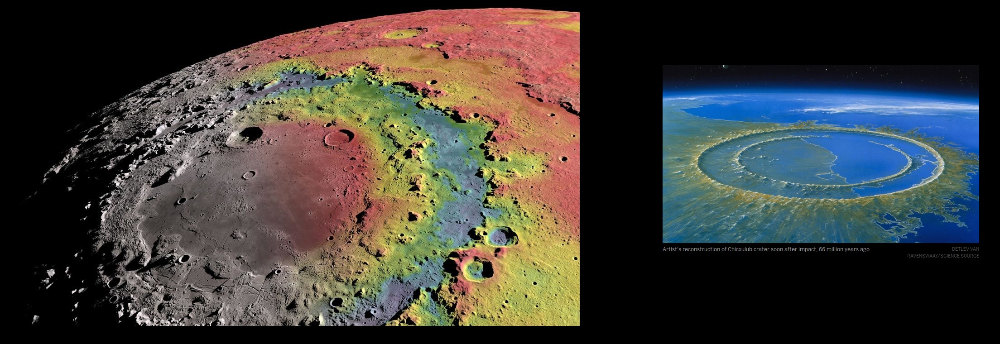 Artist's reconstruction of Chicxulub crater soon after impact, 66 million years ago.
DETLEV VAN
RAVENSWAAY/SCIENCE SOURCE